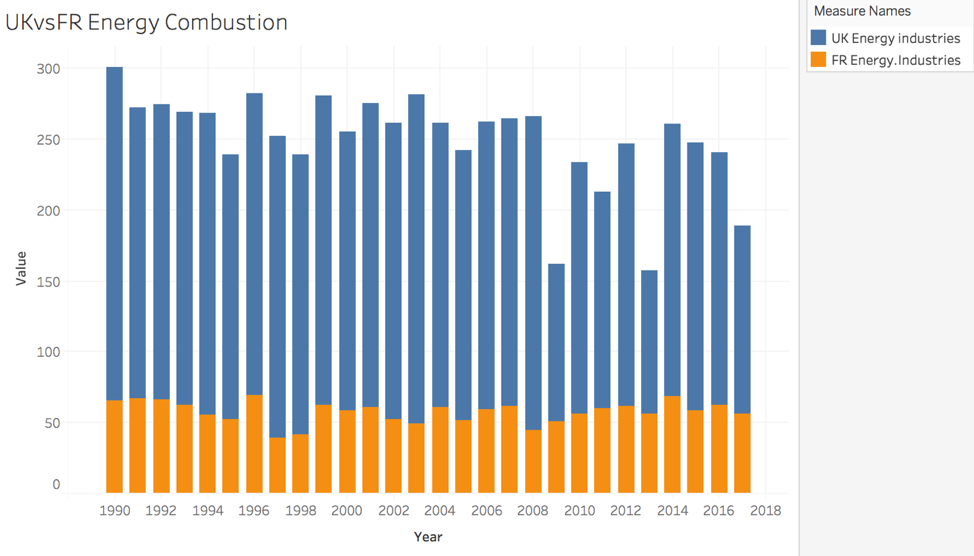 UKvsFR Energy Combustion
Measure Names
UK Energy industries
FR Energy.Industries
300
250
200
150
100
50
0
Value
1990 1992 1994 1996 1998 2000 2002 2004 2006 2008 2010 2012 2014 2016 2018
Year